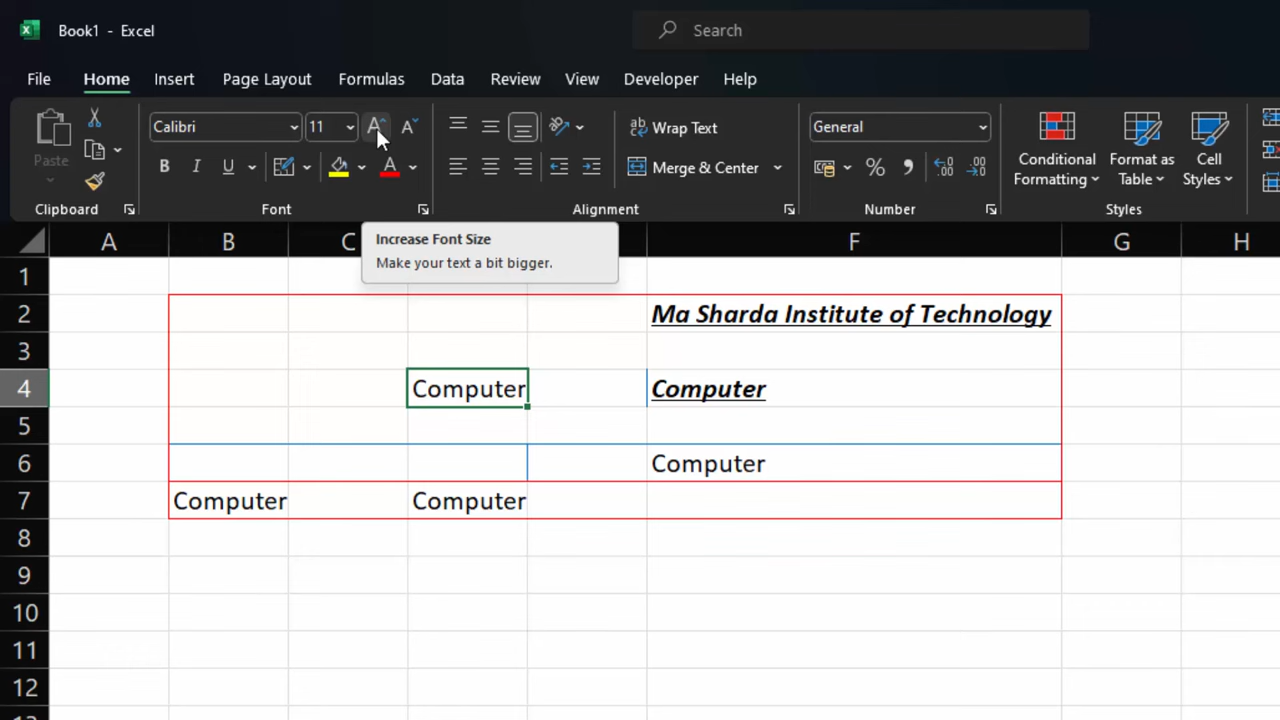 Book1 - Excel
Search
File Home Insert Page Layout Formulas Data Review View Developer Help
Paste
Calibri 11 A A
B I U A
Wrap Text
Merge & Center
General
%
Conditional Formatting
Format as Table
Cell Styles
Clipboard Font Alignment Number Styles
Increase Font Size
Make your text a bit bigger.
A B C F G H
1
2 Ma Sharda Institute of Technology
3
4 Computer Computer
5
6 Computer
7 Computer Computer
8
9
10
11
12